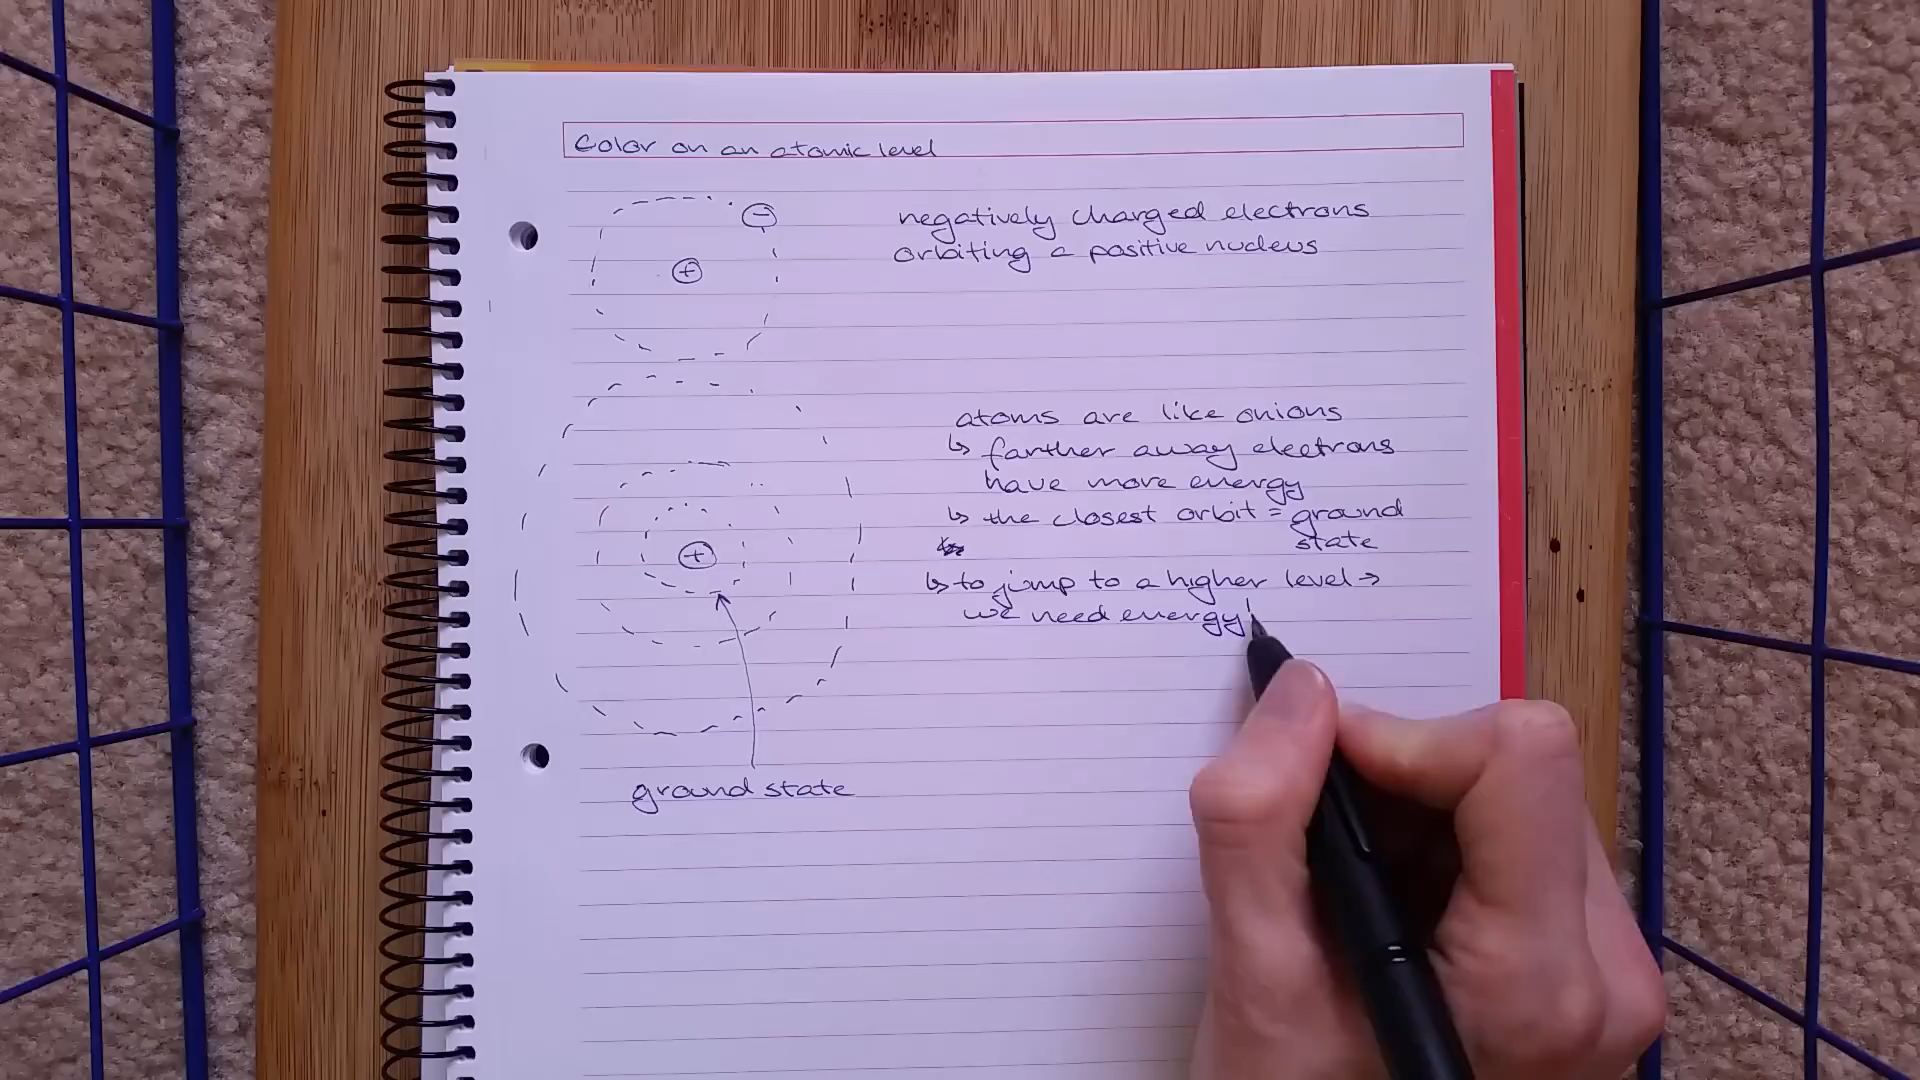 Color on an atomic level
negatively charged electrons
orbiting a positive nucleus
atoms are like onions
↳ farther away electrons
have more energy
↳ the closest orbit = ground
state
↳ to jump to a higher level →
we need energy!
ground state